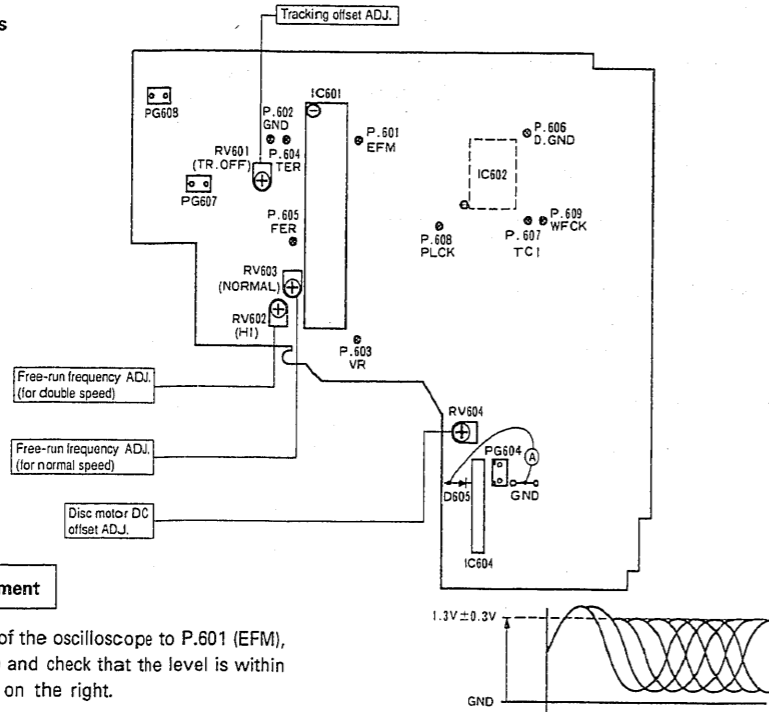 s
Tracking offset ADJ.
PG608
P.602
GND
IC601
RV601
(TR.OFF)
P.604
TER
P.601
EFM
P.606
D.GND
IC602
PG607
P.605
FER
P.608
PLCK
P.607
TC1
P.609
WFCK
RV603
(NORMAL)
RV602
(HI)
P.603
VR
Free-run frequency ADJ.
(for double speed)
RV604
Free-run frequency ADJ.
(for normal speed)
PG604
A
D605
GND
Disc motor DC
offset ADJ.
IC604
ment
1.3V±0.3V
of the oscilloscope to P.601 (EFM),
and check that the level is within
on the right.
GND